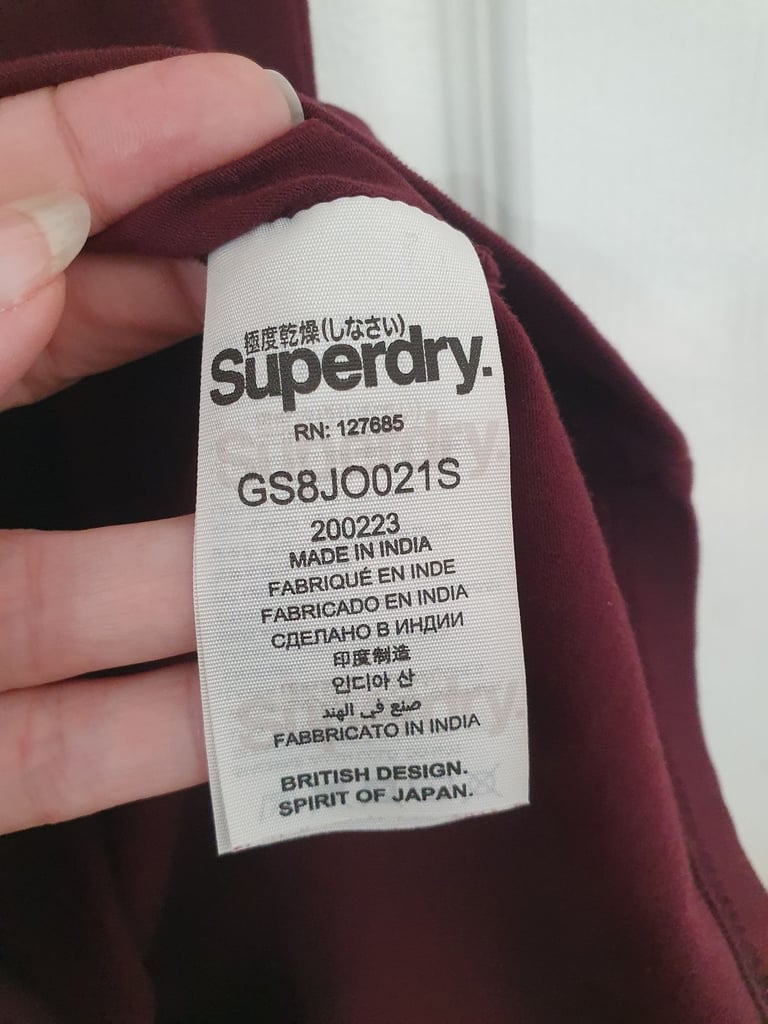 極度乾燥(しなさい)
Superdry.
RN: 127685
GS8JO021S
200223
MADE IN INDIA
FABRIQUÉ EN INDE
FABRICADO EN INDIA
СДЕЛАНО В ИНДИИ
印度制造
인디아 산
صنع في الهند
FABBRICATO IN INDIA
BRITISH DESIGN.
SPIRIT OF JAPAN.